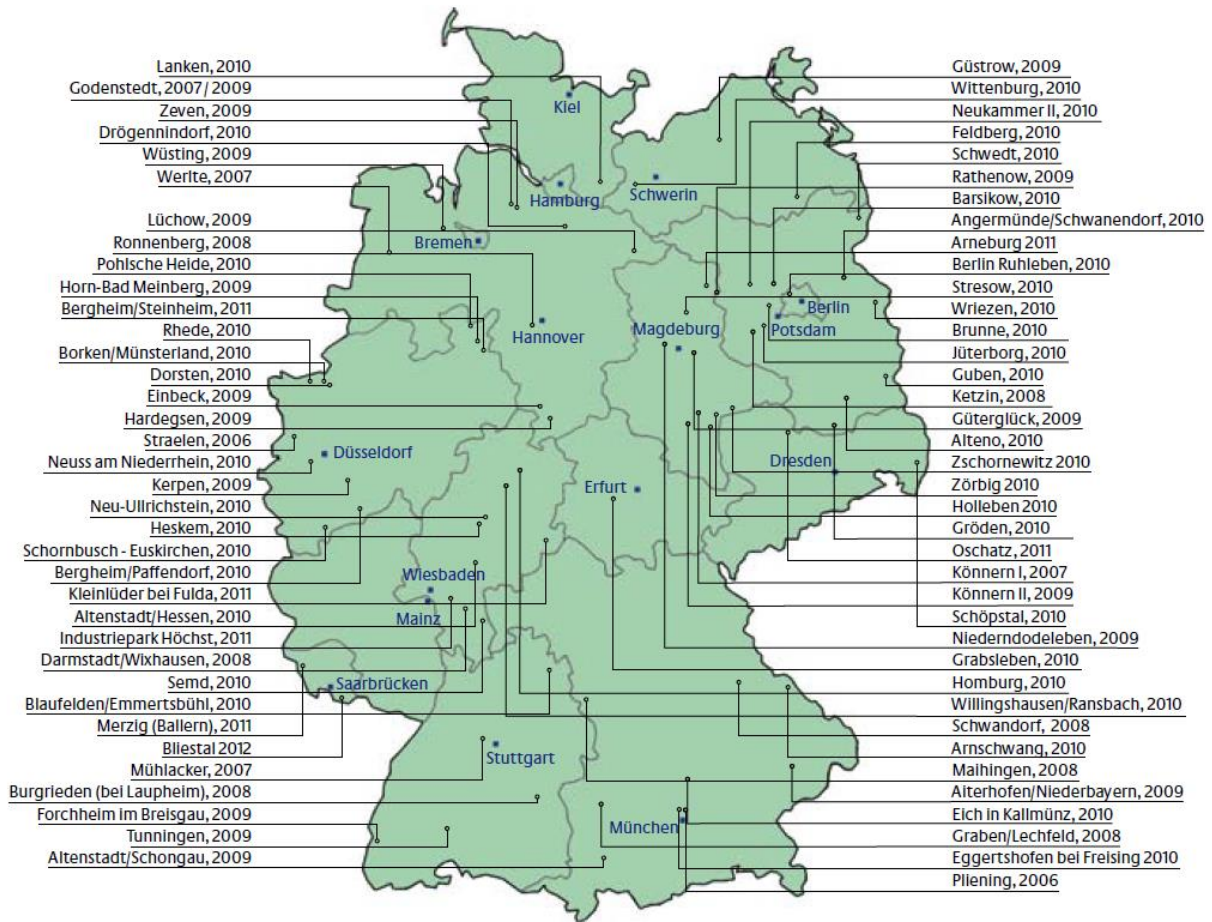 Lanken, 2010
Godenstedt, 2007/ 2009
Zeven, 2009
Drögennindorf, 2010
Wüsting, 2009
Werlte, 2007
Lüchow, 2009
Ronnenberg, 2008
Pohlsche Heide, 2010
Horn-Bad Meinberg, 2009
Bergheim/Steinheim, 2011
Rhede, 2010
Borken/Münsterland, 2010
Dorsten, 2010
Einbeck, 2009
Hardegsen, 2009
Straelen, 2006
Neuss am Niederrhein, 2010
Kerpen, 2009
Neu-Ullrichstein, 2010
Heskem, 2010
Schornbusch - Euskirchen, 2010
Bergheim/Paffendorf, 2010
Kleinlüder bei Fulda, 2011
Altenstadt/Hessen, 2010
Industriepark Höchst, 2011
Darmstadt/Wixhausen, 2008
Semd, 2010
Blaufelden/Emmertsbühl, 2010
Merzig (Ballern), 2011
Bliestal 2012
Mühlacker, 2007
Burgrieden (bei Laupheim), 2008
Forchheim im Breisgau, 2009
Tunningen, 2009
Altenstadt/Schongau, 2009
Kiel
Hamburg
Schwerin
Bremen
Hannover
Magdeburg
Berlin
Potsdam
Düsseldorf
Erfurt
Dresden
Wiesbaden
Mainz
Saarbrücken
Stuttgart
München
Güstrow, 2009
Wittenburg, 2010
Neukammer II, 2010
Feldberg, 2010
Schwedt, 2010
Rathenow, 2009
Barsikow, 2010
Angermünde/Schwanendorf, 2010
Arneburg 2011
Berlin Ruhleben, 2010
Stresow, 2010
Wriezen, 2010
Brunne, 2010
Jüterborg, 2010
Guben, 2010
Ketzin, 2008
Güterglück, 2009
Alteno, 2010
Zschornewitz 2010
Zörbig 2010
Holleben 2010
Gröden, 2010
Oschatz, 2011
Könnern I, 2007
Könnern II, 2009
Schöpstal, 2010
Niederndodeleben, 2009
Grabsleben, 2010
Homburg, 2010
Willingshausen/Ransbach, 2010
Schwandorf, 2008
Arnschwang, 2010
Maihingen, 2008
Aiterhofen/Niederbayern, 2009
Eich in Kallmünz, 2010
Graben/Lechfeld, 2008
Eggertshofen bei Freising 2010
Pliening, 2006